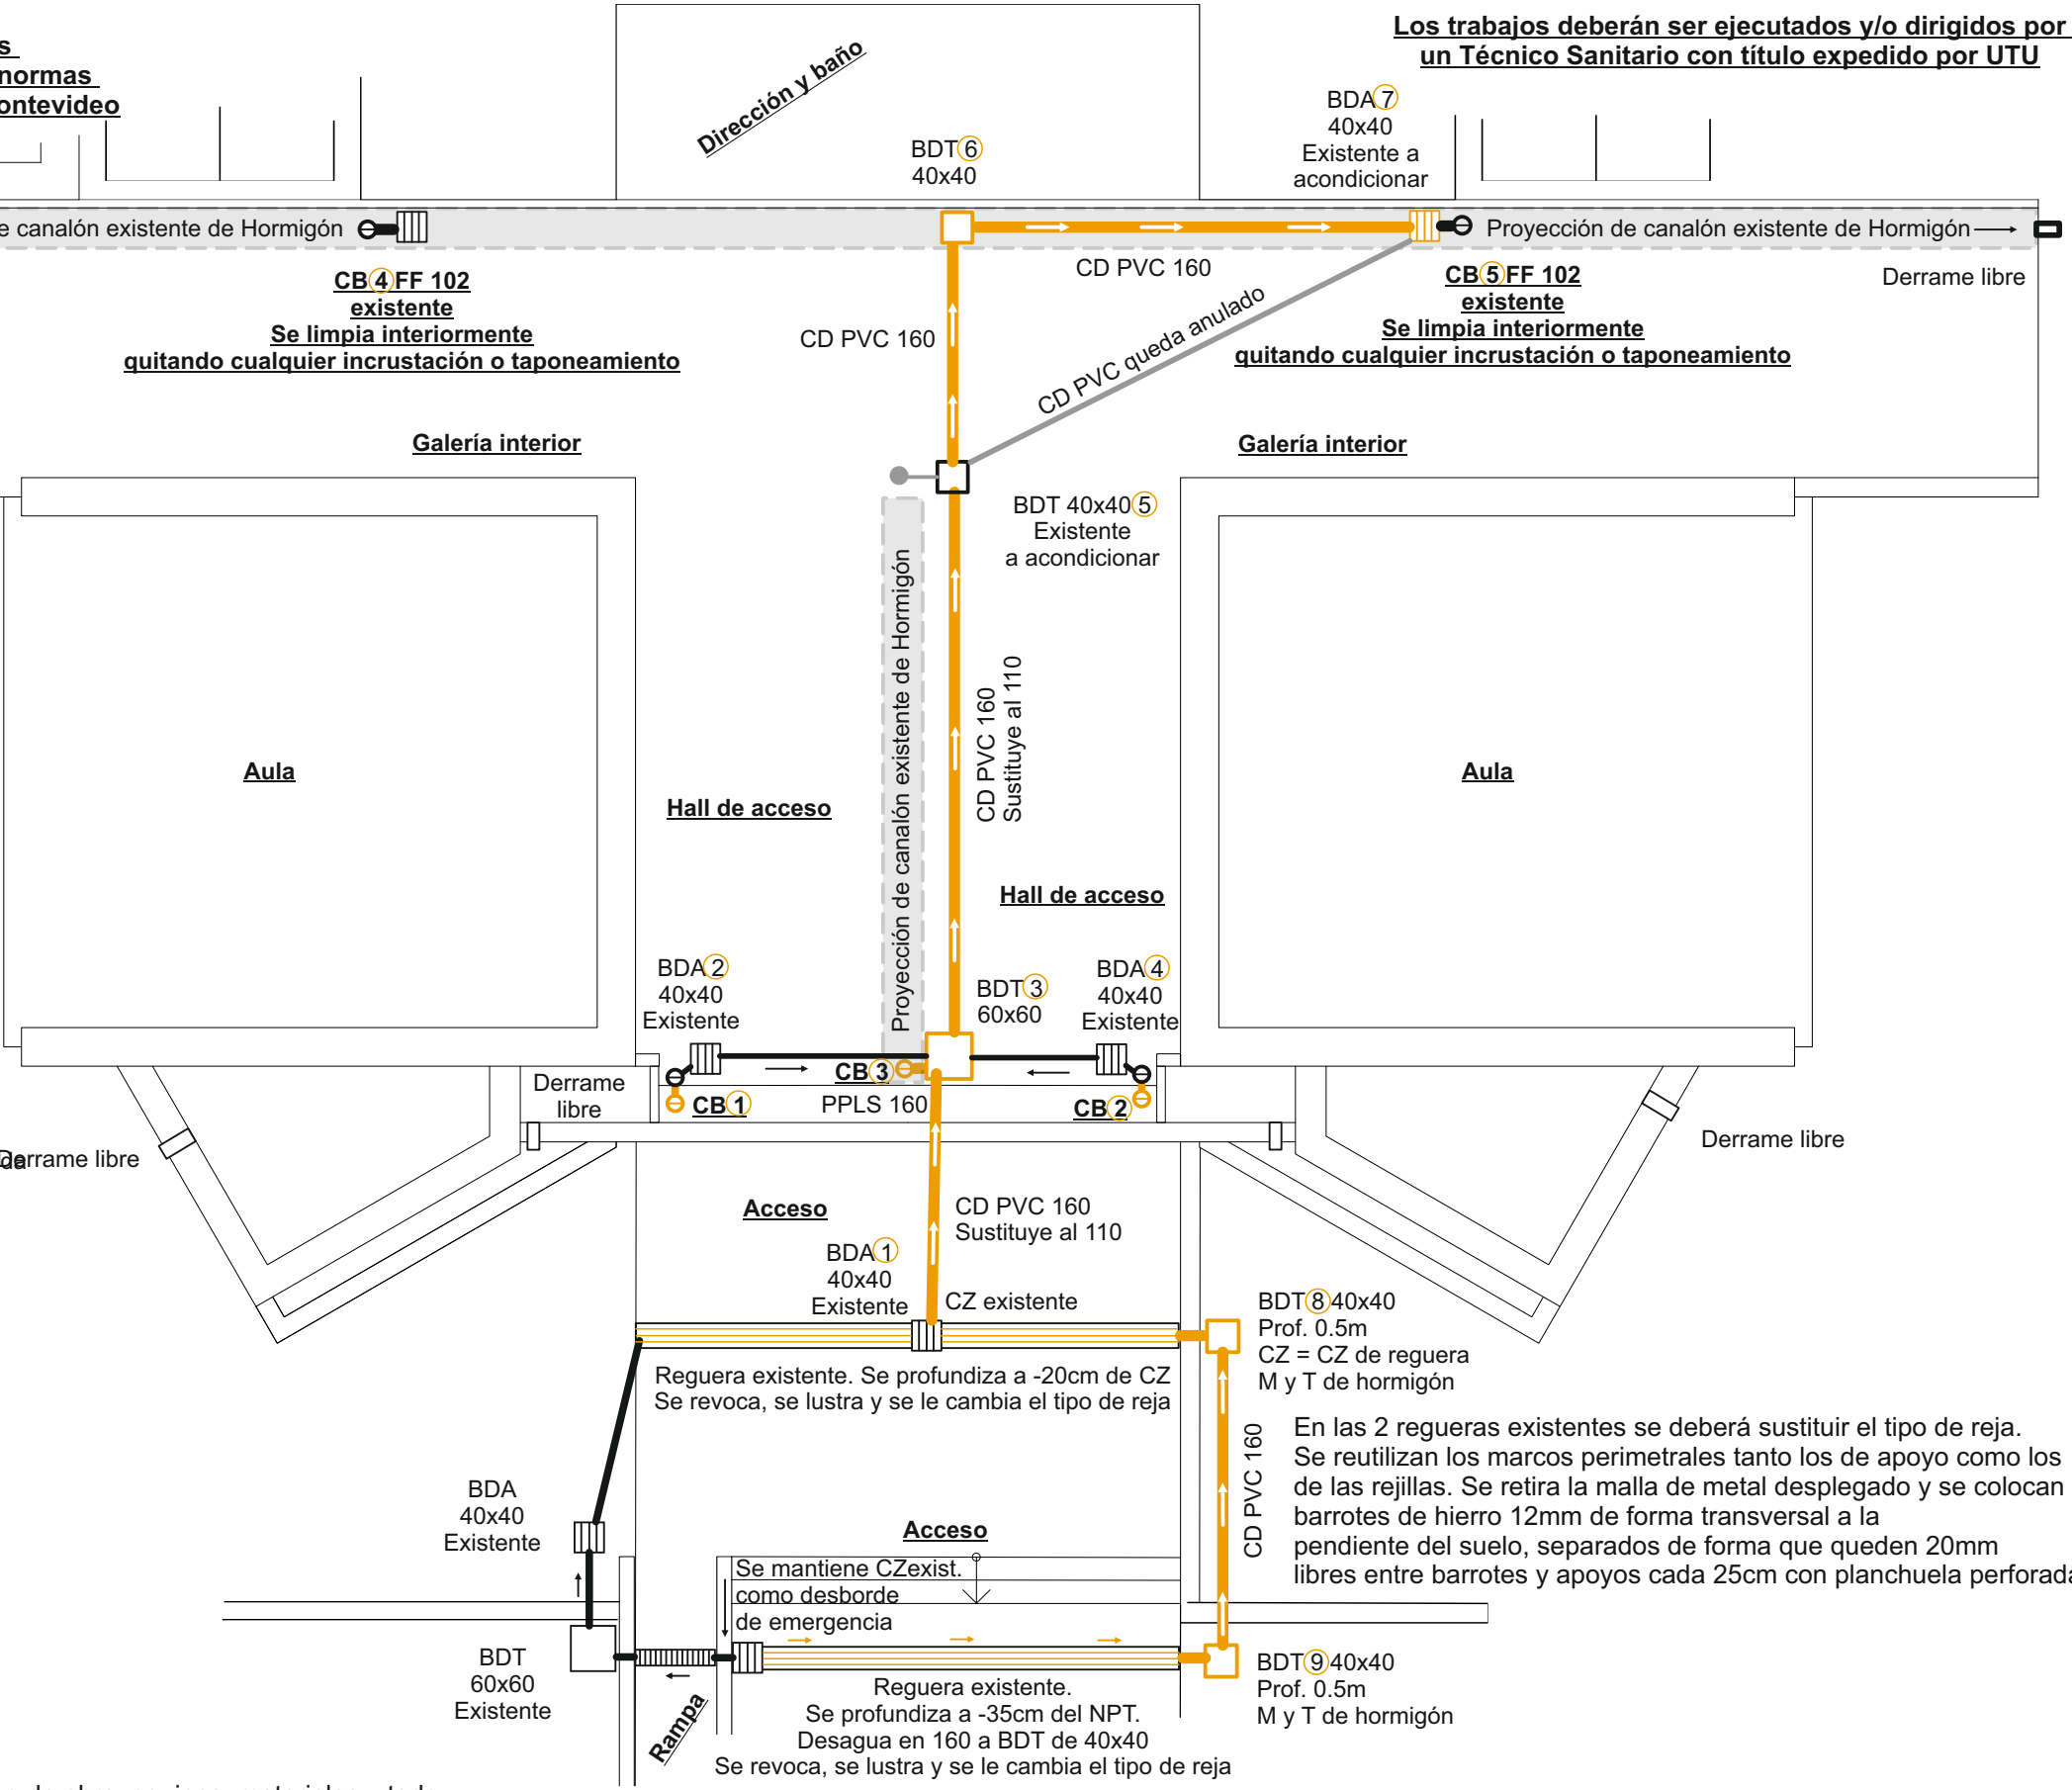 s
normas
ontevideo
Los trabajos deberán ser ejecutados y/o dirigidos por
un Técnico Sanitario con título expedido por UTU
Dirección y baño
BDT 6
40x40
BDA 7
40x40
Existente a
acondicionar
e canalón existente de Hormigón
Proyección de canalón existente de Hormigón
CD PVC 160
Derrame libre
CB 4 FF 102
existente
Se limpia interiormente
quitando cualquier incrustación o taponeamiento
CD PVC 160
CD PVC queda anulado
CB 5 FF 102
existente
Se limpia interiormente
quitando cualquier incrustación o taponeamiento
Galería interior
Galería interior
BDT 40x40 5
Existente
a acondicionar
Proyección de canalón existente de Hormigón
CD PVC 160
Sustituye al 110
Aula
Aula
Hall de acceso
Hall de acceso
BDA 2
40x40
Existente
BDT 3
60x60
BDA 4
40x40
Existente
CB 3
Derrame
libre
CB 1
PPLS 160
CB 2
Derrame libre
Derrame libre
Acceso
CD PVC 160
Sustituye al 110
BDA 1
40x40
Existente
CZ existente
BDT 8 40x40
Prof. 0.5m
CZ = CZ de reguera
M y T de hormigón
Reguera existente. Se profundiza a -20cm de CZ
Se revoca, se lustra y se le cambia el tipo de reja
CD PVC 160
En las 2 regueras existentes se deberá sustituir el tipo de reja.
Se reutilizan los marcos perimetrales tanto los de apoyo como los
de las rejillas. Se retira la malla de metal desplegado y se colocan
barrotes de hierro 12mm de forma transversal a la
pendiente del suelo, separados de forma que queden 20mm
libres entre barrotes y apoyos cada 25cm con planchuela perforada
BDA
40x40
Existente
Acceso
Se mantiene CZexist.
como desborde
de emergencia
BDT
60x60
Existente
Rampa
Reguera existente.
Se profundiza a -35cm del NPT.
Desagua en 160 a BDT de 40x40
Se revoca, se lustra y se le cambia el tipo de reja
BDT 9 40x40
Prof. 0.5m
M y T de hormigón